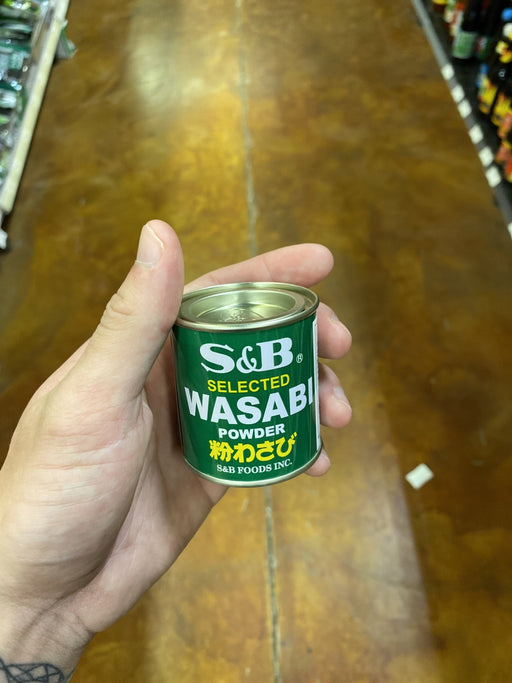 S&B®
SELECTED
WASABI
POWDER
粉わさび
S&B FOODS INC.